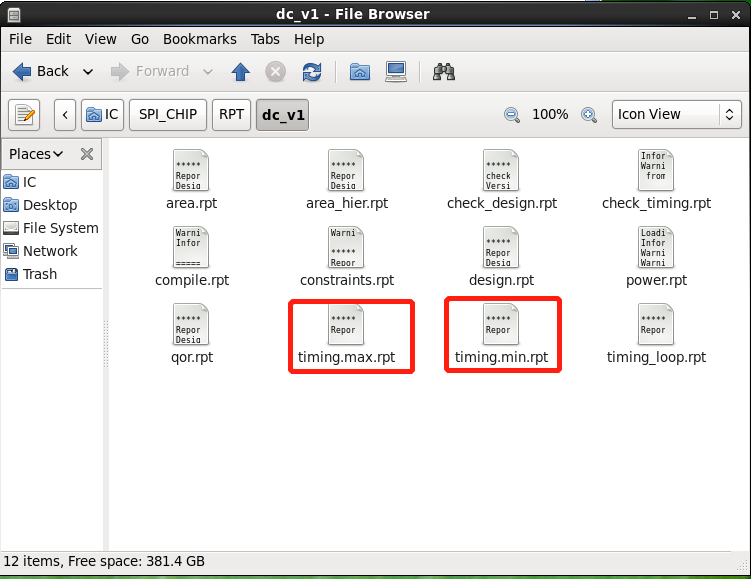 dc_v1 - File Browser
File Edit View Go Bookmarks Tabs Help
Back Forward
IC SPI_CHIP RPT dc_v1 100% Icon View
Places
IC
Desktop
File System
Network
Trash
*****
Repor
Desig
*****
Repor
Desig
*****
check
Versi
Infor
Warni
from
area.rpt area_hier.rpt check_design.rpt check_timing.rpt
Warni
Infor
=====
Warni
*****
Repor
*****
Repor
Desig
Loadi
Infor
Warni
Warni
compile.rpt constraints.rpt design.rpt power.rpt
*****
Repor
Desig
*****
Repor
*****
Repor
*****
Repor
qor.rpt timing.max.rpt timing.min.rpt timing_loop.rpt
12 items, Free space: 381.4 GB